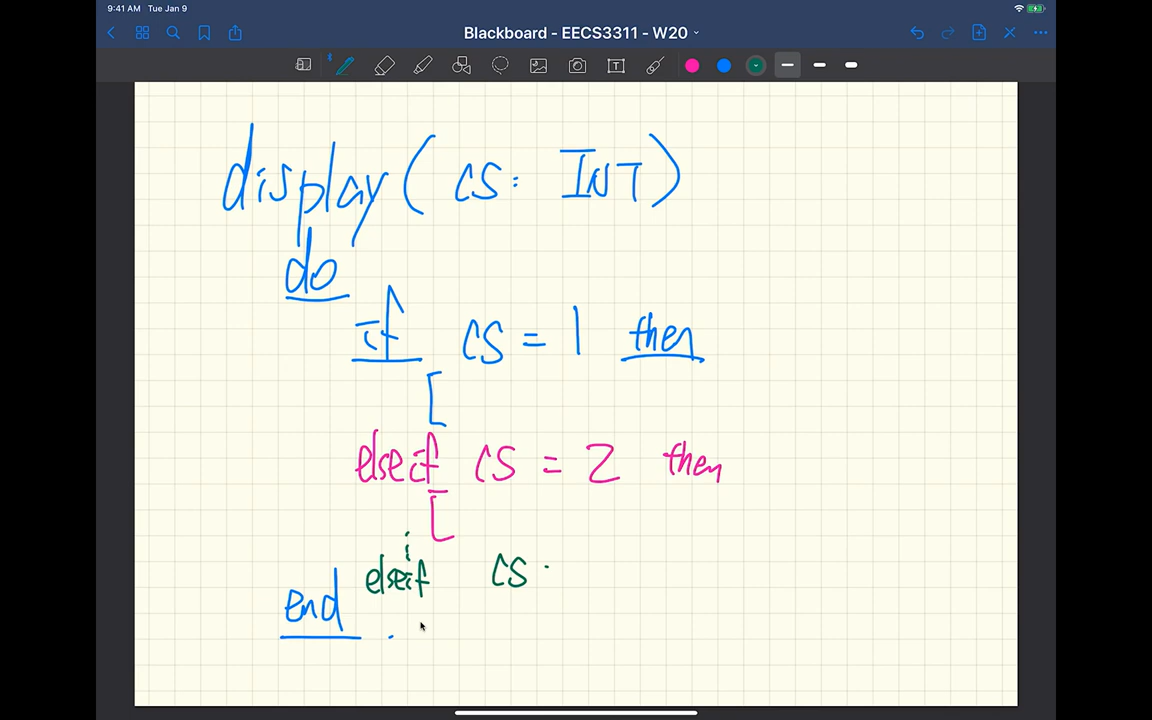 9:41 AM Tue Jan 9
Blackboard - EECS3311 - W20
display( CS: INT)
do
if CS = 1 then
[
elseif CS = 2 then
[
elseif CS
end